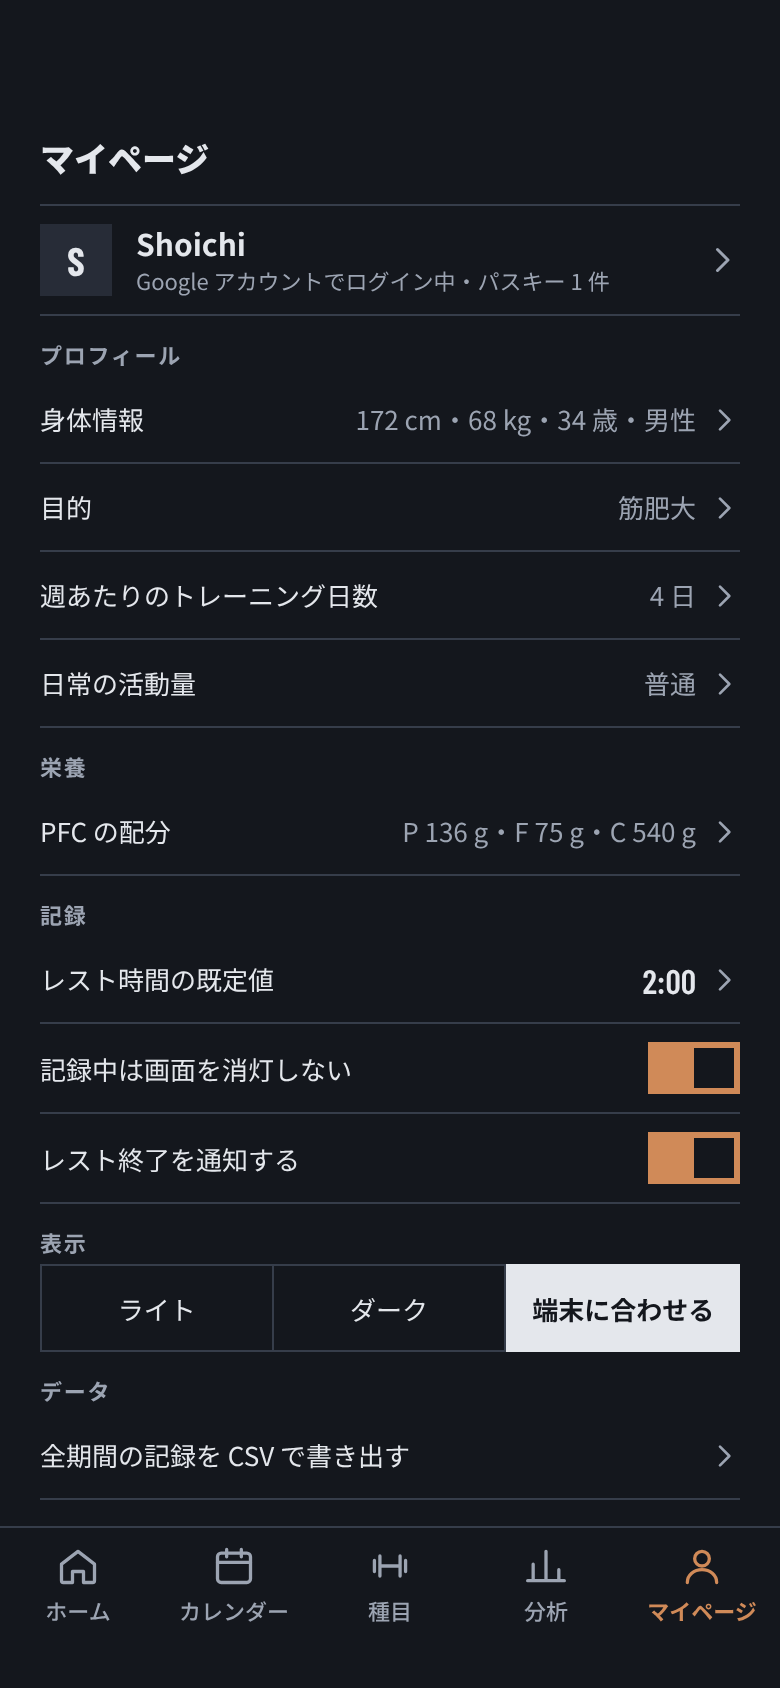 マイページ
S
Shoichi
Google アカウントでログイン中・パスキー 1 件
プロフィール
身体情報 172 cm・68 kg・34 歳・男性
目的 筋肥大
週あたりのトレーニング日数 4 日
日常の活動量 普通
栄養
PFC の配分 P 136 g・F 75 g・C 540 g
記録
レスト時間の既定値 2:00
記録中は画面を消灯しない
レスト終了を通知する
表示
ライト ダーク 端末に合わせる
データ
全期間の記録を CSV で書き出す
ホーム カレンダー 種目 分析 マイページ